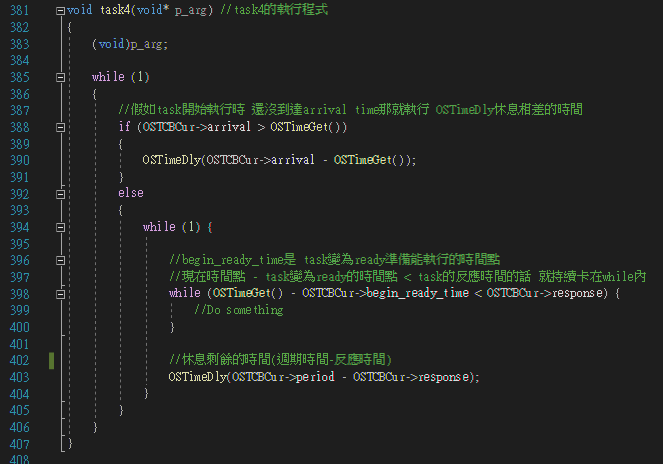 381 void task4(void* p_arg) //task4的執行程式
382 {
383 (void)p_arg;
384
385 while (1)
386 {
387 //假如task開始執行時 還沒到達arrival time那就執行 OSTimeDly休息相差的時間
388 if (OSTCBCur->arrival > OSTimeGet())
389 {
390 OSTimeDly(OSTCBCur->arrival - OSTimeGet());
391 }
392 else
393 {
394 while (1) {
395
396 //begin_ready_time是 task變為ready準備能執行的時間點
397 //現在時間點 - task變為ready的時間點 < task的反應時間的話 就持續卡在while內
398 while (OSTimeGet() - OSTCBCur->begin_ready_time < OSTCBCur->response) {
399 //Do something
400 }
401
402 //休息剩餘的時間(週期時間-反應時間)
403 OSTimeDly(OSTCBCur->period - OSTCBCur->response);
404 }
405 }
406 }
407 }
408